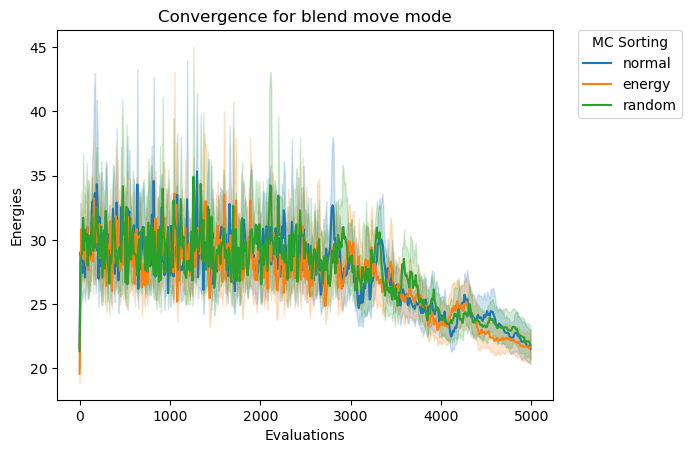 Convergence for blend move mode
MC Sorting
normal
energy
random
Energies
45
40
35
30
25
20
0 1000 2000 3000 4000 5000
Evaluations